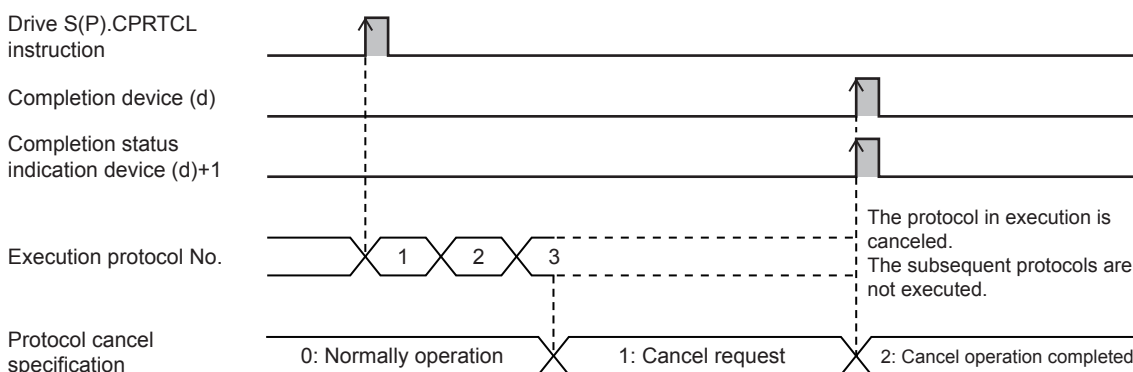 Drive S(P).CPRTCL
instruction
Completion device (d)
Completion status
indication device (d)+1
The protocol in execution is
canceled.
The subsequent protocols are
not executed.
Execution protocol No.
1
2
3
Protocol cancel
specification
0: Normally operation
1: Cancel request
2: Cancel operation completed